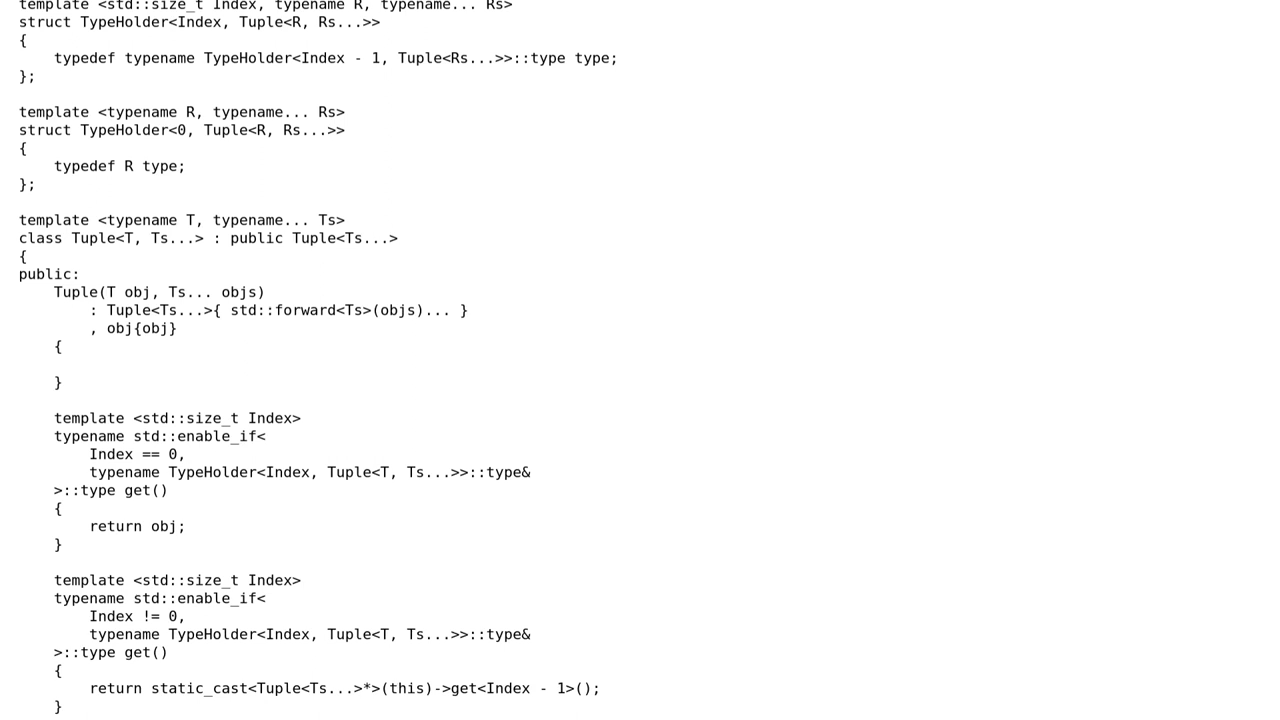 template <std::size_t Index, typename R, typename... Rs>
struct TypeHolder<Index, Tuple<R, Rs...>>
{
    typedef typename TypeHolder<Index - 1, Tuple<Rs...>>::type type;
};

template <typename R, typename... Rs>
struct TypeHolder<0, Tuple<R, Rs...>>
{
    typedef R type;
};

template <typename T, typename... Ts>
class Tuple<T, Ts...> : public Tuple<Ts...>
{
public:
    Tuple(T obj, Ts... objs)
        : Tuple<Ts...>{ std::forward<Ts>(objs)... }
        , obj{obj}
    {

    }

    template <std::size_t Index>
    typename std::enable_if<
        Index == 0,
        typename TypeHolder<Index, Tuple<T, Ts...>>::type&
    >::type get()
    {
        return obj;
    }

    template <std::size_t Index>
    typename std::enable_if<
        Index != 0,
        typename TypeHolder<Index, Tuple<T, Ts...>>::type&
    >::type get()
    {
        return static_cast<Tuple<Ts...>*>(this)->get<Index - 1>();
    }